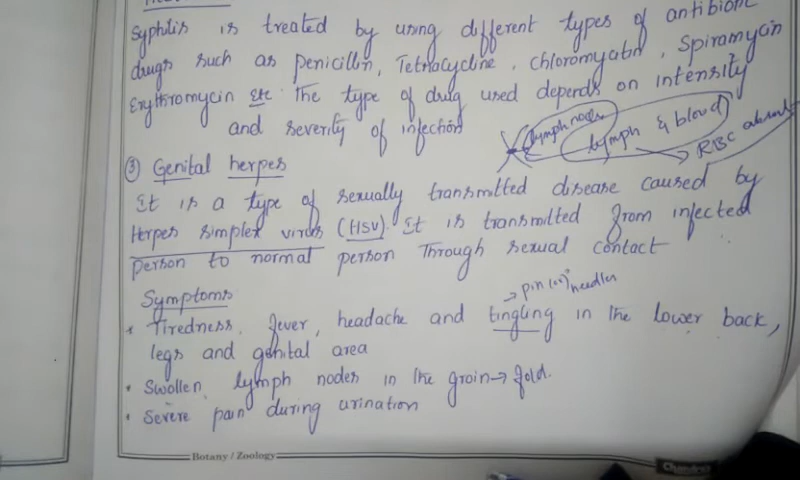 Syphilis is treated by using different types of antibiotic
drugs such as penicillin, Tetracycline, Chloromycetin, Spiramycin
Erythromycin Etc. The type of drug used depends on intensity
and severity of infection
lymph nodes
lymph & blood
RBC absent
③ Genital herpes
It is a type of sexually transmitted disease caused by
Herpes simplex virus (HSV). It is transmitted from infected
person to normal person Through sexual contact
Symptoms
→ pin (or) needles
* Tiredness, fever, headache and tingling in the lower back,
legs and genital area
• Swollen lymph nodes in the groin → fold.
• Severe pain during urination
Botany / Zoology